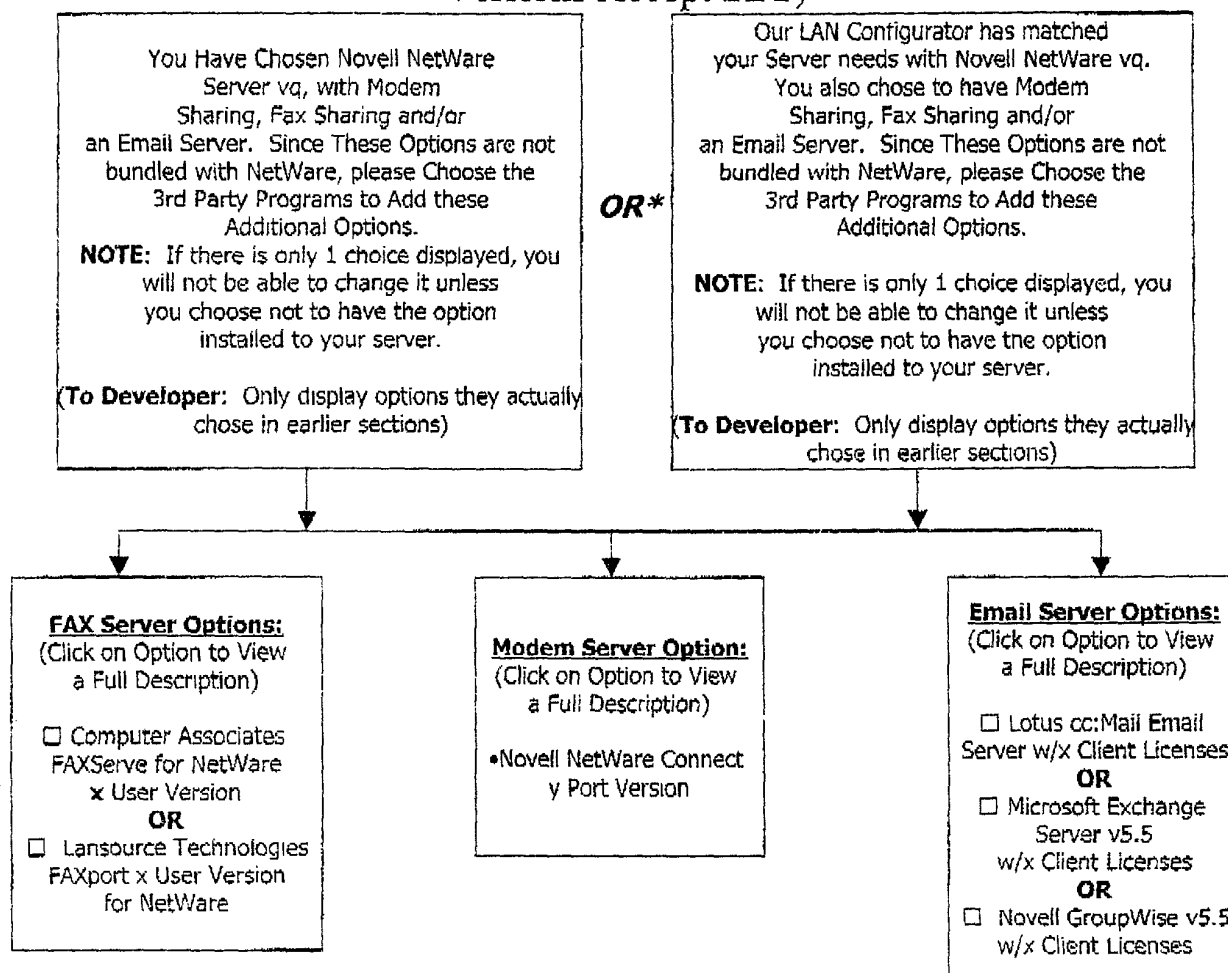 You Have Chosen Novell NetWare
Server vq, with Modem
Sharing, Fax Sharing and/or
an Email Server. Since These Options are not
bundled with NetWare, please Choose the
3rd Party Programs to Add these
Additional Options.
NOTE: If there is only 1 choice displayed, you
will not be able to change it unless
you choose not to have the option
installed to your server.
(To Developer: Only display options they actually
chose in earlier sections)
OR*
Our LAN Configurator has matched
your Server needs with Novell NetWare vq.
You also chose to have Modem
Sharing, Fax Sharing and/or
an Email Server. Since These Options are not
bundled with NetWare, please Choose the
3rd Party Programs to Add these
Additional Options.
NOTE: If there is only 1 choice displayed, you
will not be able to change it unless
you choose not to have the option
installed to your server.
(To Developer: Only display options they actually
chose in earlier sections)
FAX Server Options:
(Click on Option to View
a Full Description)
☐ Computer Associates
FAXServe for NetWare
x User Version
OR
☐ Lansource Technologies
FAXport x User Version
for NetWare
Modem Server Option:
(Click on Option to View
a Full Description)
•Novell NetWare Connect
y Port Version
Email Server Options:
(Click on Option to View
a Full Description)
☐ Lotus cc:Mail Email
Server w/x Client Licenses
OR
☐ Microsoft Exchange
Server v5.5
w/x Client Licenses
OR
☐ Novell GroupWise v5.5
w/x Client Licenses